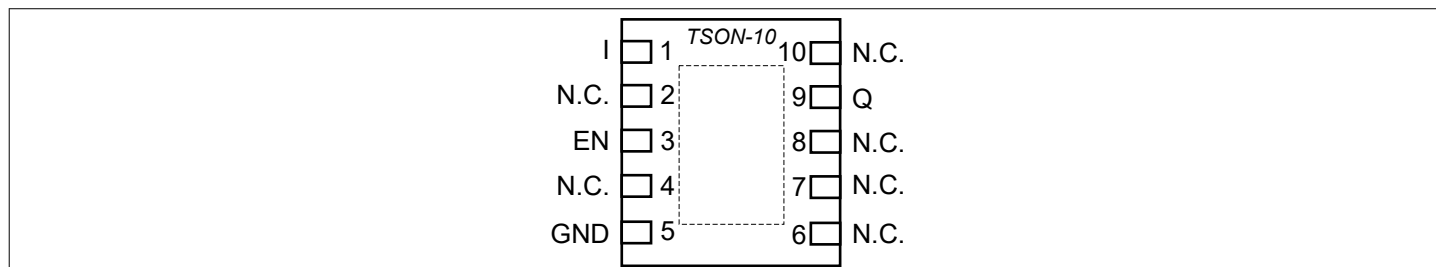 TSON-10
I 1 10 N.C.
N.C. 2 9 Q
EN 3 8 N.C.
N.C. 4 7 N.C.
GND 5 6 N.C.